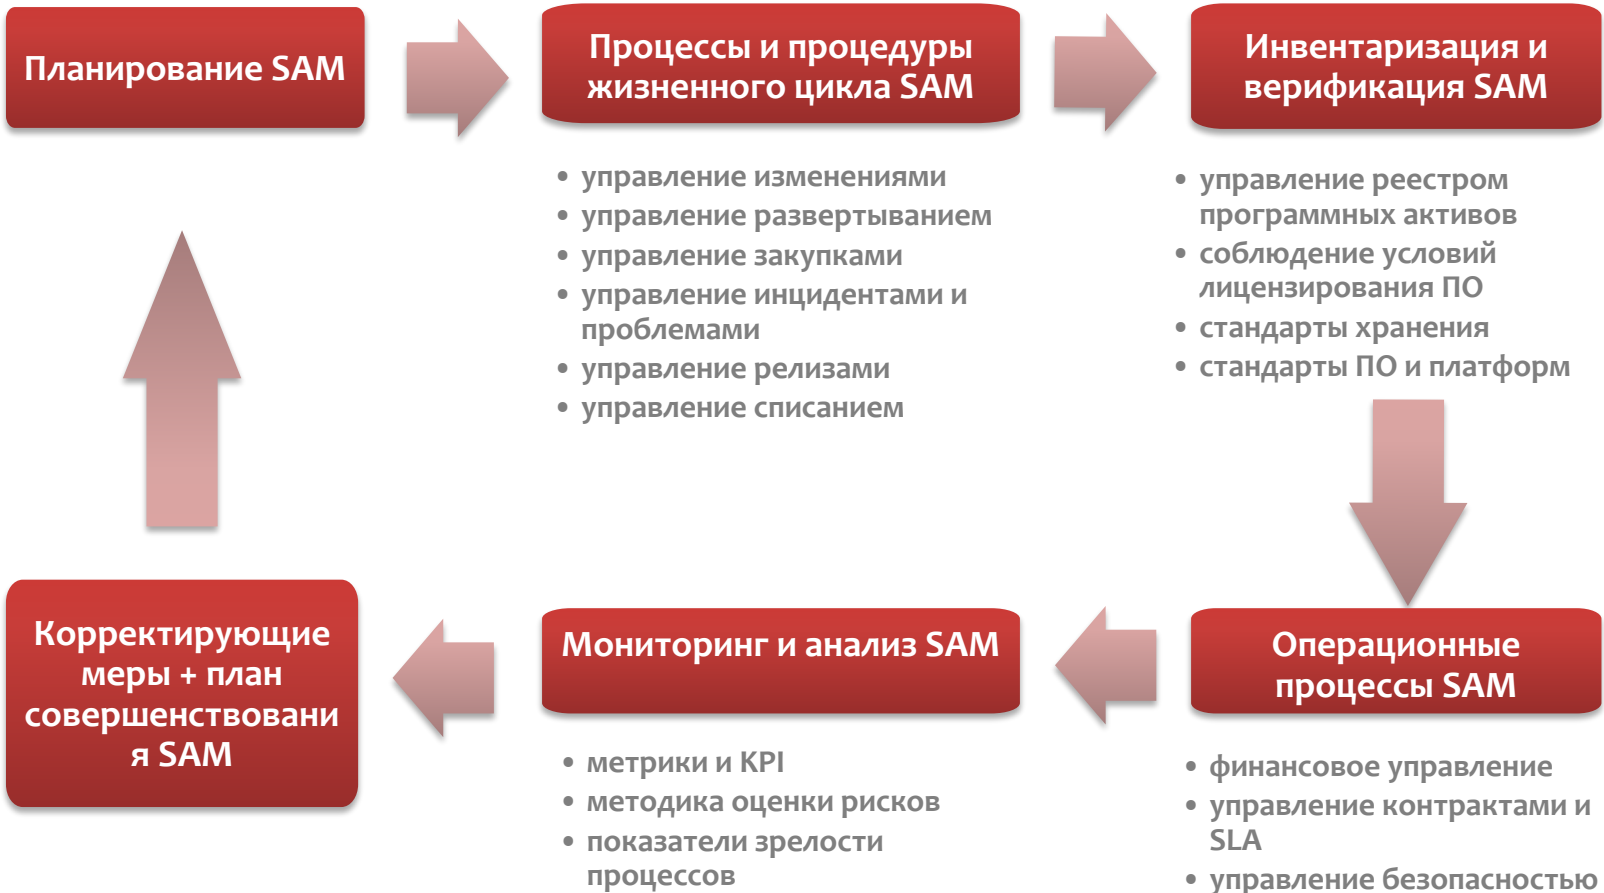 Планирование SAM
Процессы и процедуры
жизненного цикла SAM
• управление изменениями
• управление развертыванием
• управление закупками
• управление инцидентами и
проблемами
• управление релизами
• управление списанием
Инвентаризация и
верификация SAM
• управление реестром
программных активов
• соблюдение условий
лицензирования ПО
• стандарты хранения
• стандарты ПО и платформ
Операционные
процессы SAM
• финансовое управление
• управление контрактами и
SLA
• управление безопасностью
Мониторинг и анализ SAM
• метрики и KPI
• методика оценки рисков
• показатели зрелости
процессов
Корректирующие
меры + план
совершенствовани
я SAM